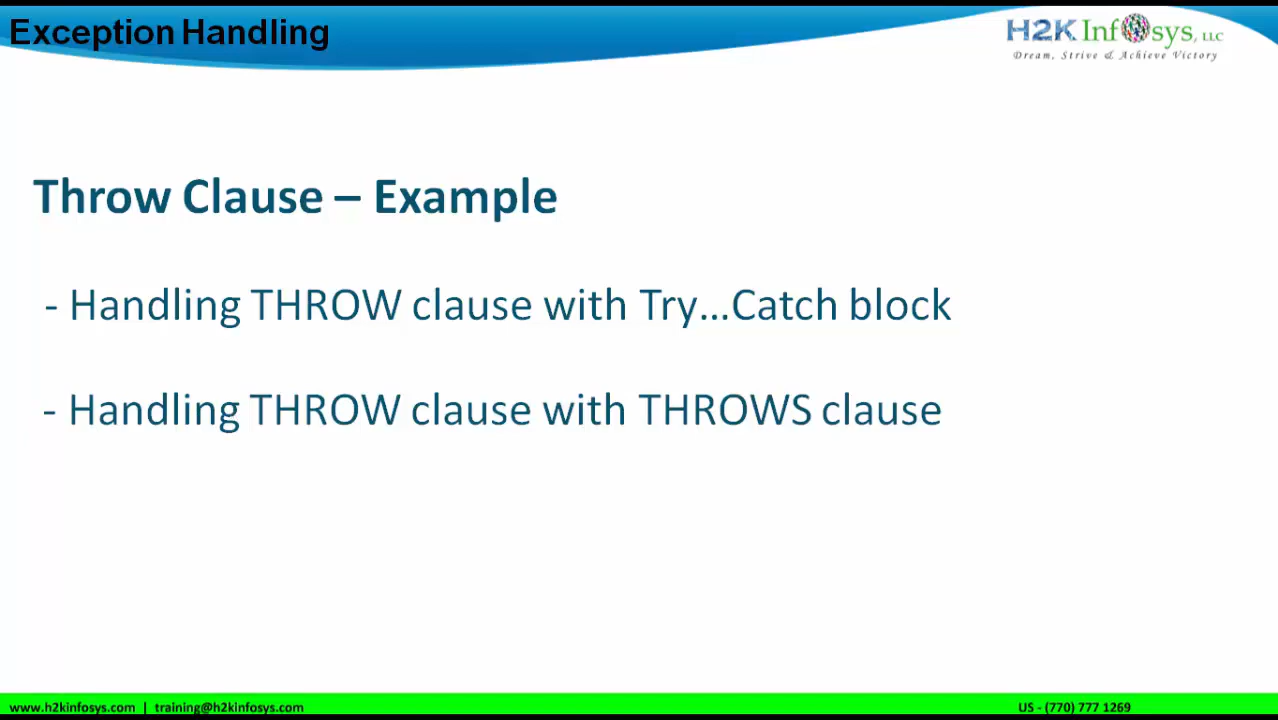 Exception Handling
H2K Infosys, LLC
Dream, Strive & Achieve Victory
Throw Clause – Example
- Handling THROW clause with Try...Catch block
- Handling THROW clause with THROWS clause
www.h2kinfosys.com | training@h2kinfosys.com
US - (770) 777 1269